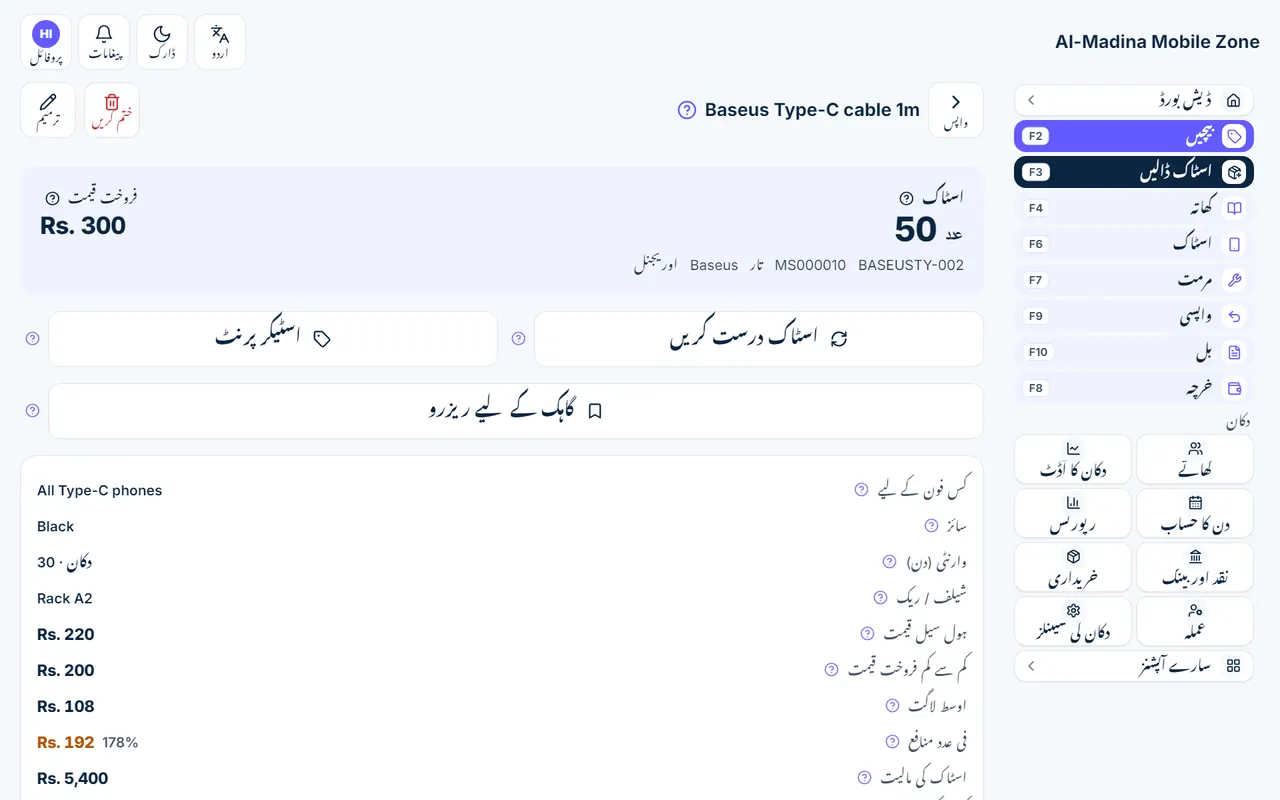 Al-Madina Mobile Zone
اردو
ڈارک
پیغامات
HI
پروفائل
ڈیش بورڈ
بیچیں F2
اسٹاک ڈالیں F3
کھاتہ F4
اسٹاک F6
مرمت F7
واپسی F9
بل F10
خرچہ F8
دکان
کھاتے
دکان کا آڈٹ
دن کا حساب
رپورٹس
نقد اور بینک
خریداری
عملہ
دکان کی سیٹنگز
سارے آپشنز
واپس
Baseus Type-C cable 1m
ختم کریں
ترمیم
اسٹاک
50 عدد
BASEUSTY-002 MS000010 تار Baseus اوریجنل
فروخت قیمت
Rs. 300
اسٹاک درست کریں
اسٹیکر پرنٹ
گاہک کے لیے ریزرو
کس فون کے لیے All Type-C phones
سائز Black
وارنٹی (دن) 30 · دکان
شیلف / ریک Rack A2
ہول سیل قیمت Rs. 220
کم سے کم فروخت قیمت Rs. 200
اوسط لاگت Rs. 108
فی عدد منافع Rs. 192 178%
اسٹاک کی مالیت Rs. 5,400